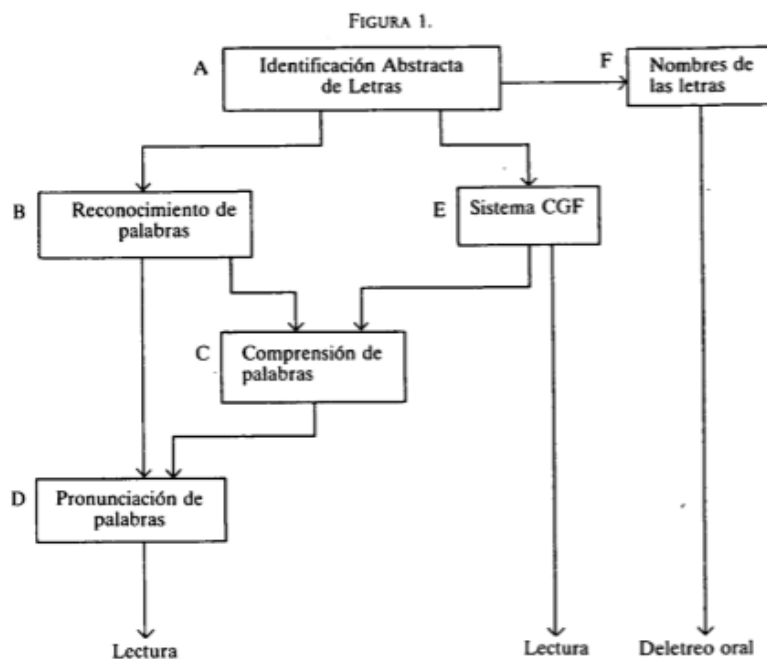 FIGURA 1.
A
Identificación Abstracta
de Letras
F
Nombres de
las letras
B
Reconocimiento de
palabras
E
Sistema CGF
C
Comprensión de
palabras
D
Pronunciación de
palabras
Lectura
Lectura
Deletreo oral